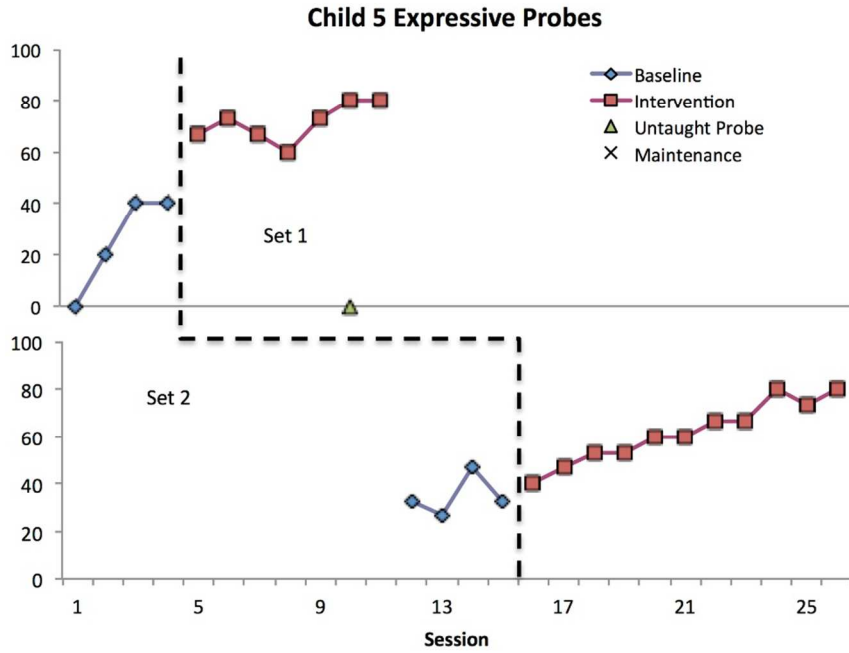 Child 5 Expressive Probes
100
80
60
40
20
0
Baseline
Intervention
Untaught Probe
Maintenance
Set 1
100
80
60
40
20
0
Set 2
1 5 9 13 17 21 25
Session